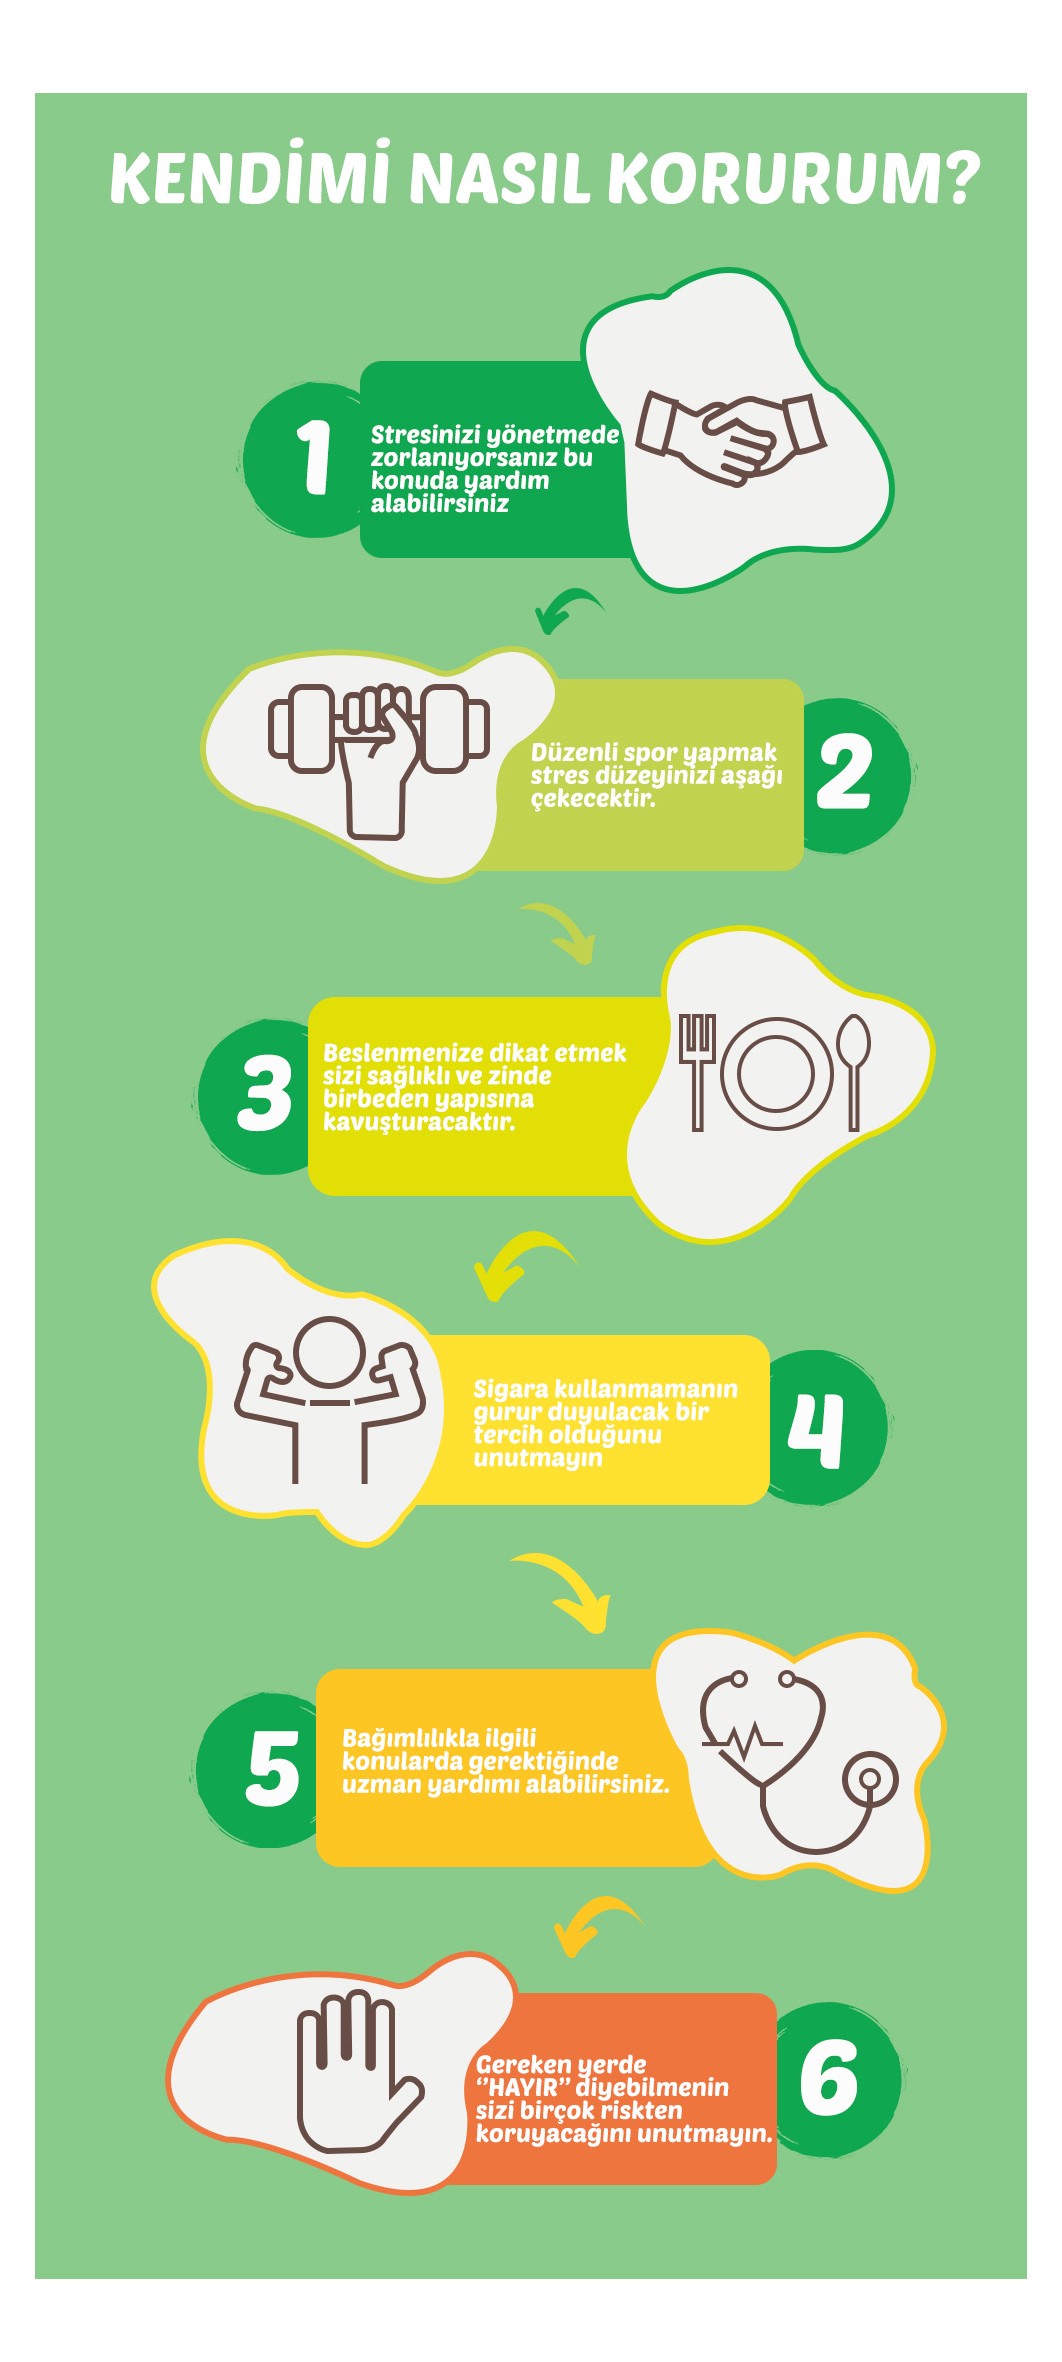 KENDİMİ NASIL KORURUM?
1
Stresinizi yönetmede
zorlanıyorsanız bu
konuda yardım
alabilirsiniz
Düzenli spor yapmak
stres düzeyinizi aşağı
çekecektir.
2
3
Beslenmenize dikat etmek
sizi sağlıklı ve zinde
birbeden yapısına
kavuşturacaktır.
Sigara kullanmamanın
gurur duyulacak bir
tercih olduğunu
unutmayın
4
5
Bağımlılıkla ilgili
konularda gerektiğinde
uzman yardımı alabilirsiniz.
Gereken yerde
‘’HAYIR’’ diyebilmenin
sizi birçok riskten
koruyacağını unutmayın.
6